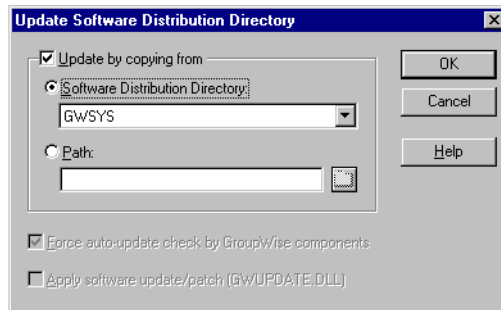 Update Software Distribution Directory
Update by copying from
Software Distribution Directory:
GWSYS
Path:
OK
Cancel
Help
Force auto-update check by GroupWise components
Apply software update/patch (GWUPDATE.DLL)